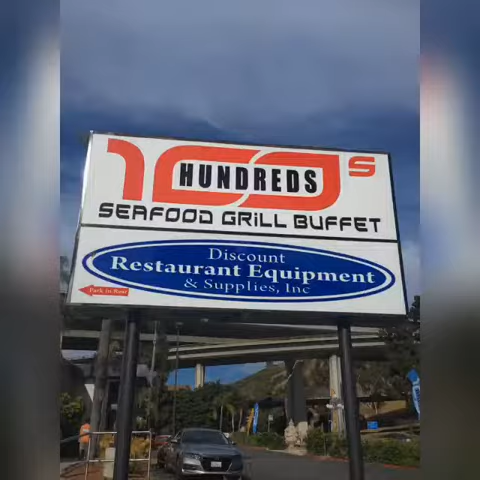 100s
HUNDREDS
SEAFOOD GRILL BUFFET
Discount
Restaurant Equipment
& Supplies, Inc
Park in Rear